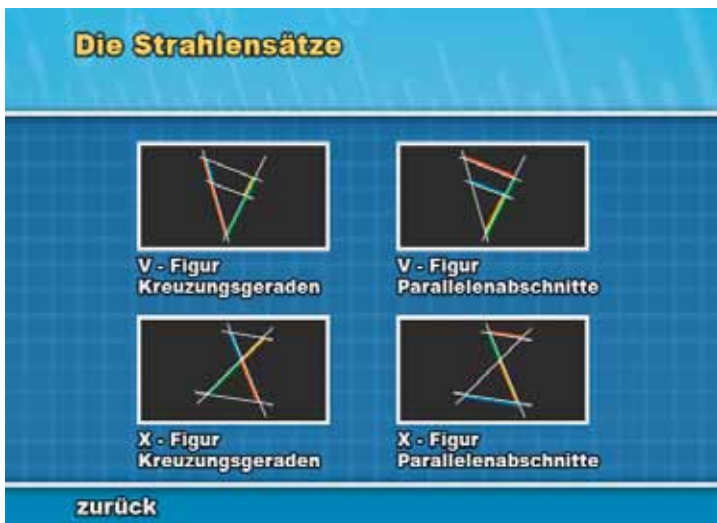 Die Strahlensätze
V - Figur
Kreuzungsgeraden
V - Figur
Parallelenabschnitte
X - Figur
Kreuzungsgeraden
X - Figur
Parallelenabschnitte
zurück